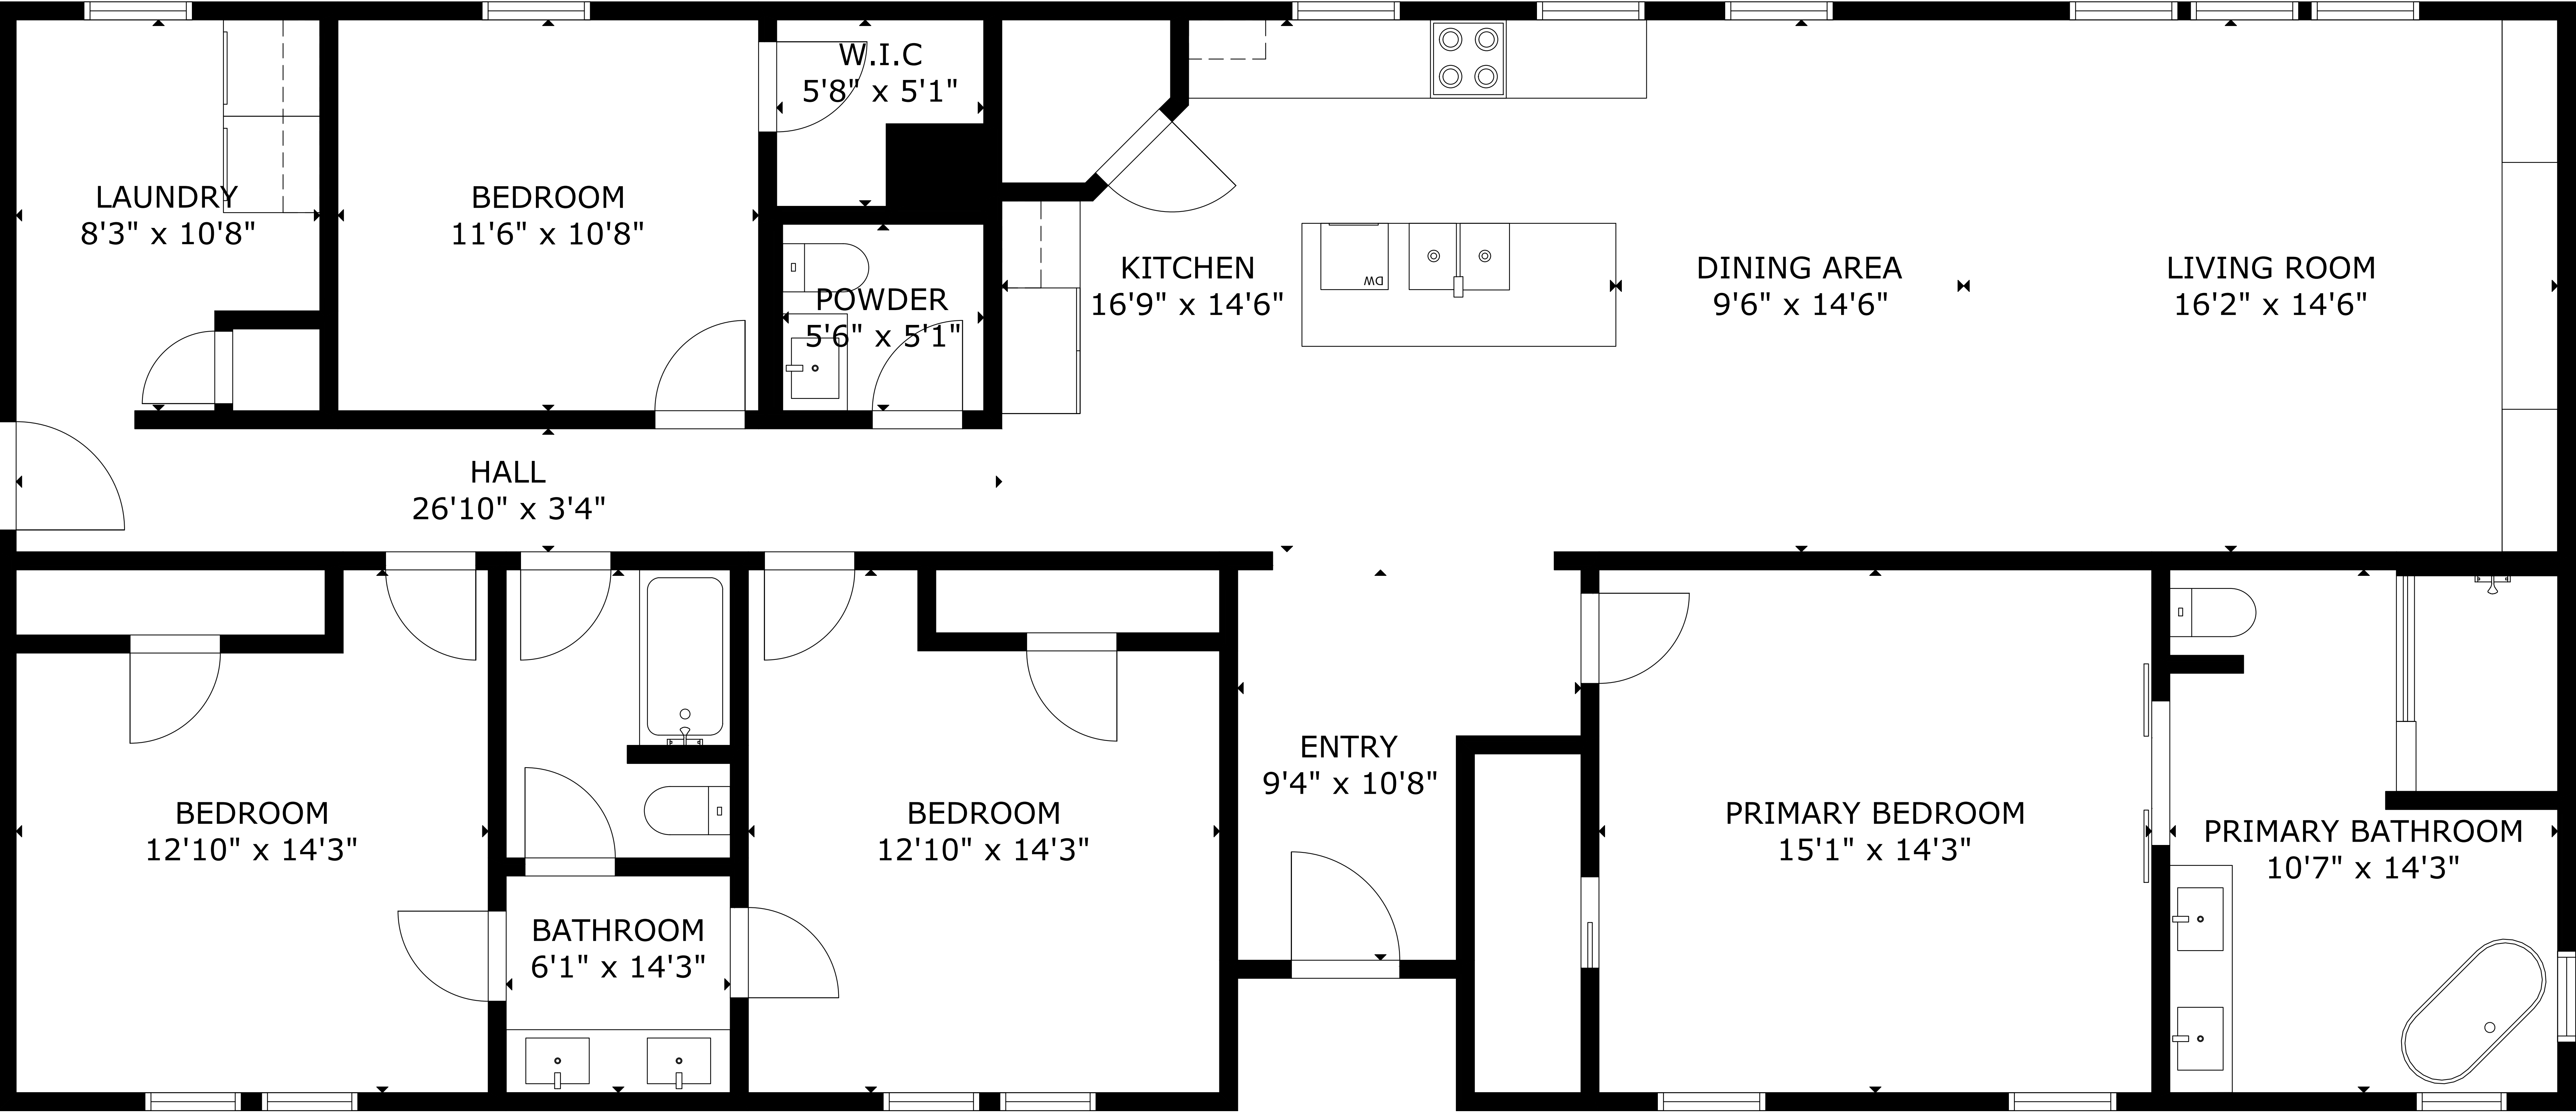 W.I.C
5'8" x 5'1"
LAUNDRY
8'3" x 10'8"
BEDROOM
11'6" x 10'8"
POWDER
5'6" x 5'1"
KITCHEN
16'9" x 14'6"
DW
DINING AREA
9'6" x 14'6"
LIVING ROOM
16'2" x 14'6"
HALL
26'10" x 3'4"
BEDROOM
12'10" x 14'3"
BATHROOM
6'1" x 14'3"
BEDROOM
12'10" x 14'3"
ENTRY
9'4" x 10'8"
PRIMARY BEDROOM
15'1" x 14'3"
PRIMARY BATHROOM
10'7" x 14'3"